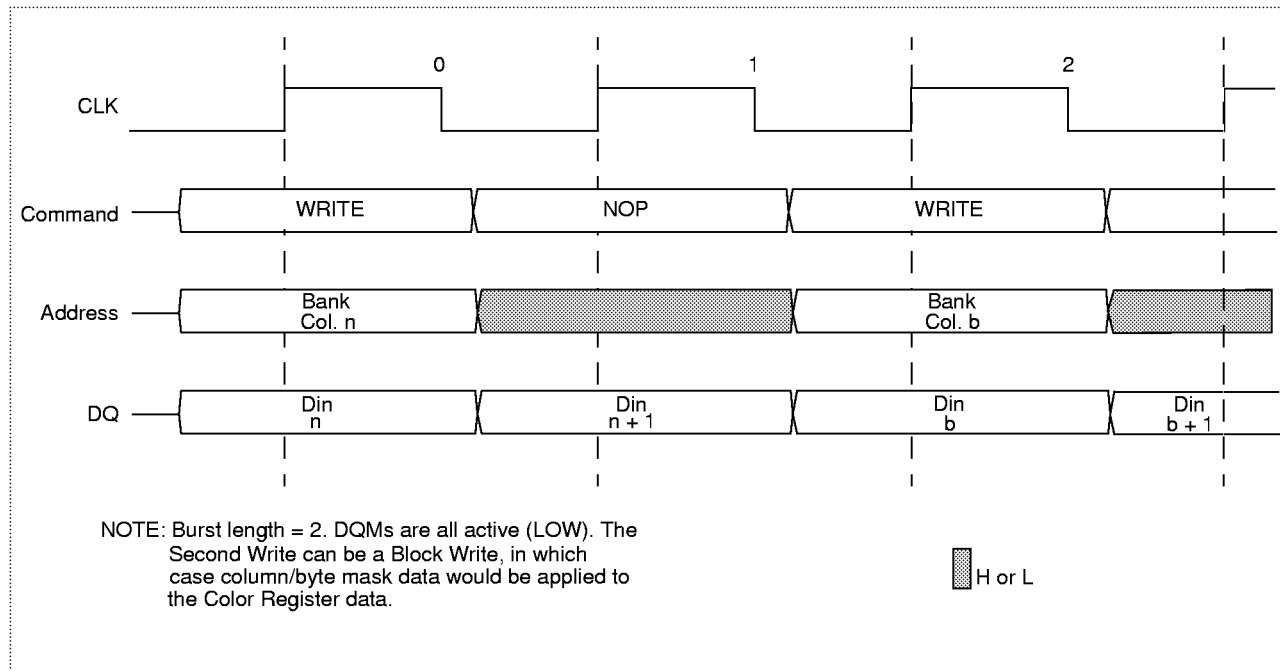 0 1 2
CLK
Command WRITE NOP WRITE
Address Bank Bank
Col. n Col. b
DQ Din Din Din Din
n n + 1 b b + 1
NOTE: Burst length = 2. DQMs are all active (LOW). The
Second Write can be a Block Write, in which
case column/byte mask data would be applied to
the Color Register data.
H or L